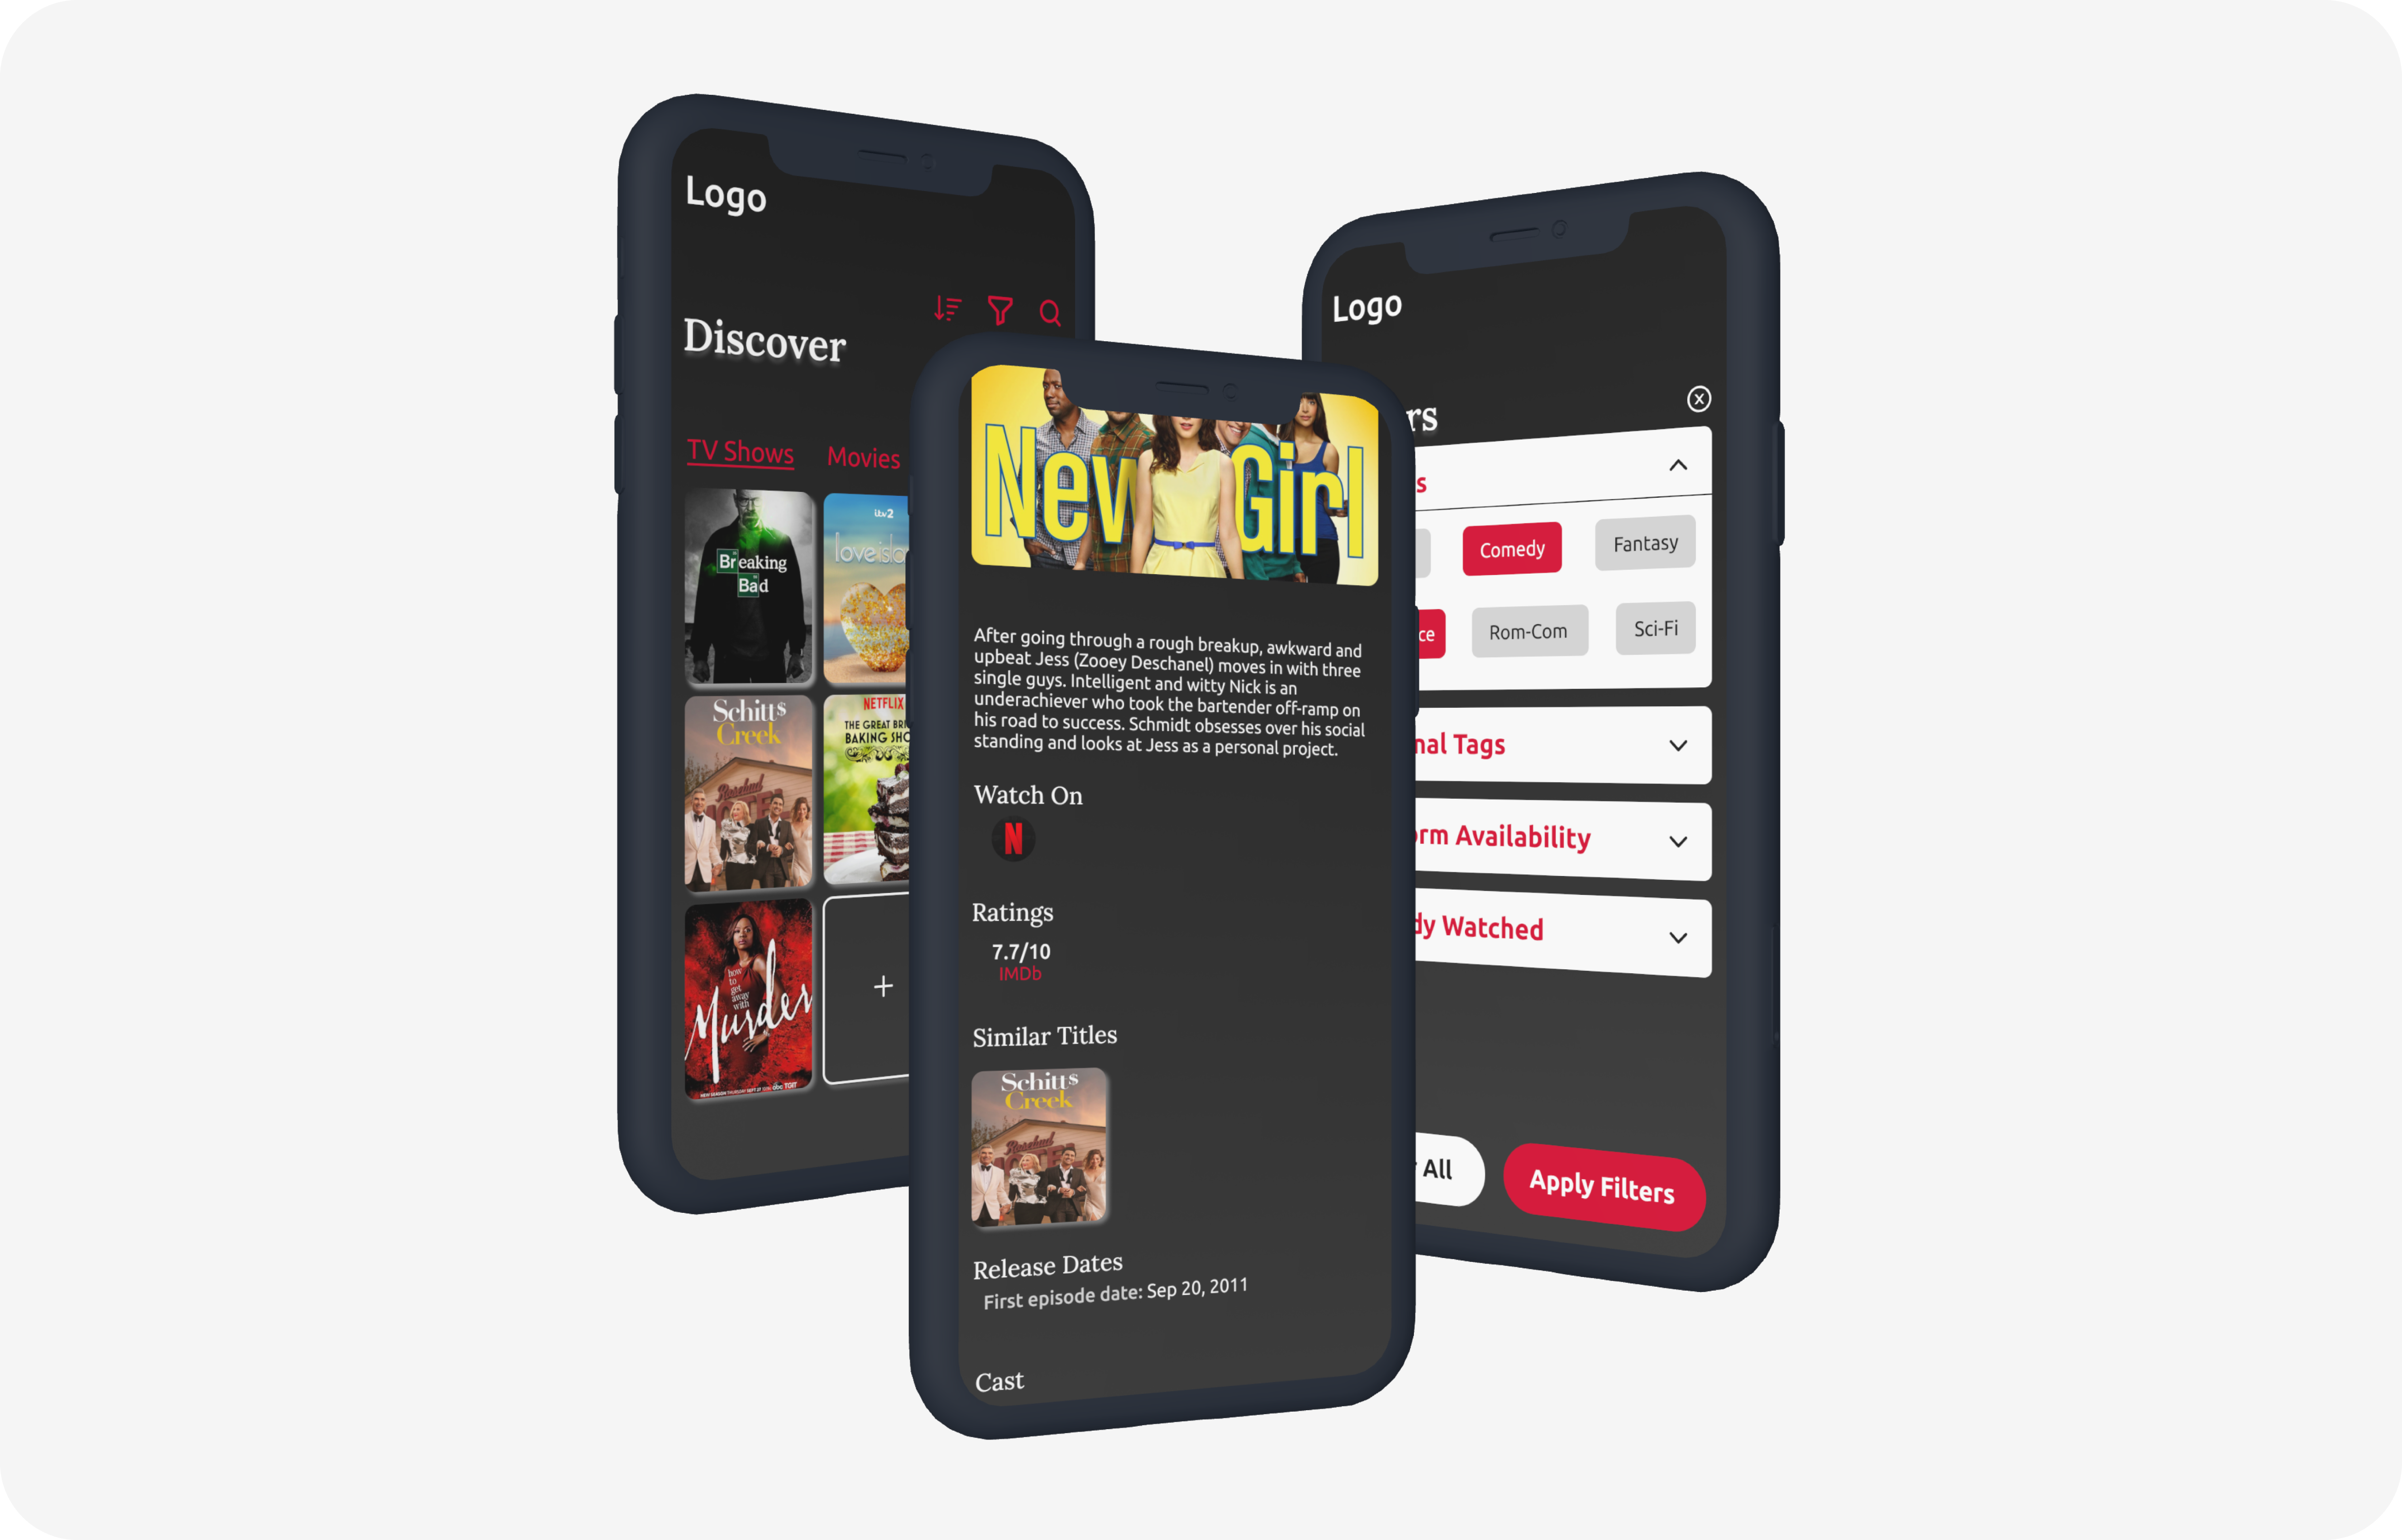 Logo
Discover
TV Shows
Movies
Breaking
Bad
itv2
love isla
Schitt$
Creek
Rosebud
NETFLIX
THE GREAT BRI
BAKING SHO
how
to
get
away
with
Murder
+
New Girl
After going through a rough breakup, awkward and
upbeat Jess (Zooey Deschanel) moves in with three
single guys. Intelligent and witty Nick is an
underachiever who took the bartender off-ramp on
his road to success. Schmidt obsesses over his social
standing and looks at Jess as a personal project.
Watch On
N
Ratings
7.7/10
IMDb
Similar Titles
Schitt$
Creek
Rosebud
Release Dates
First episode date: Sep 20, 2011
Cast
Logo
rs
s
Comedy
Fantasy
ce
Rom-Com
Sci-Fi
nal Tags
orm Availability
dy Watched
All
Apply Filters